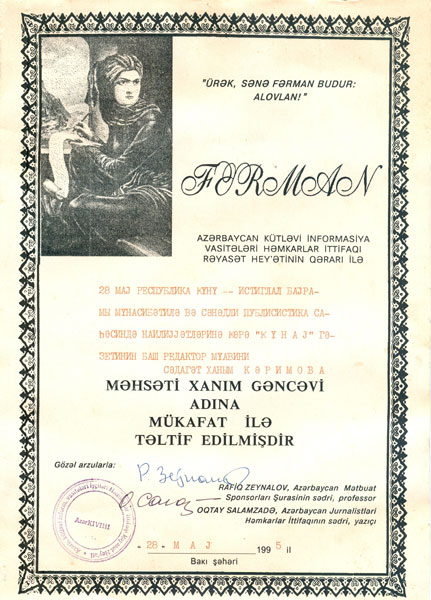 "ÜRƏK, SƏNƏ FƏRMAN BUDUR:
ALOVLAN!"
FƏRMAN
AZƏRBAYCAN KÜTLƏVİ İNFORMASİYA
VASİTƏLƏRİ HƏMKARLAR İTTİFAQI
RƏYASƏT HEY'ƏTİNİN QƏRARI İLƏ
28 МАЈ РЕСПУБЛИКА КҮНҮ -- ИСТИГЛАЛ БАЈРА-
МЫ МҮНАСИБӘТИЛӘ ВӘ СӘНӘДЛИ ПУБЛИСИСТИКА СА-
ҺӘСИНДӘ НАИЛИЈЈӘТЛӘРИНӘ КӨРӘ "КҮНАЈ" ГӘ-
ЗЕТИНИН БАШ РЕДАКТОР МҮАВИНИ
СӘДАГӘТ ХАНЫМ КӘРИМОВА
MƏHSƏTİ XANIM GƏNCƏVİ
ADINA
MÜKAFAT İLƏ
TƏLTİF EDİLMİŞDİR
Gözəl arzularla:
RAFİQ ZEYNALOV, Azərbaycan Mətbuat
Sponsorları Şurasinin sədri, professor
OQTAY SALAMZADƏ, Azərbaycan Jurnalistləri
Həmkarlar İttifaqının sədri, yazıçı
- 28 - МАЈ 1995 il
Bakı şəhəri